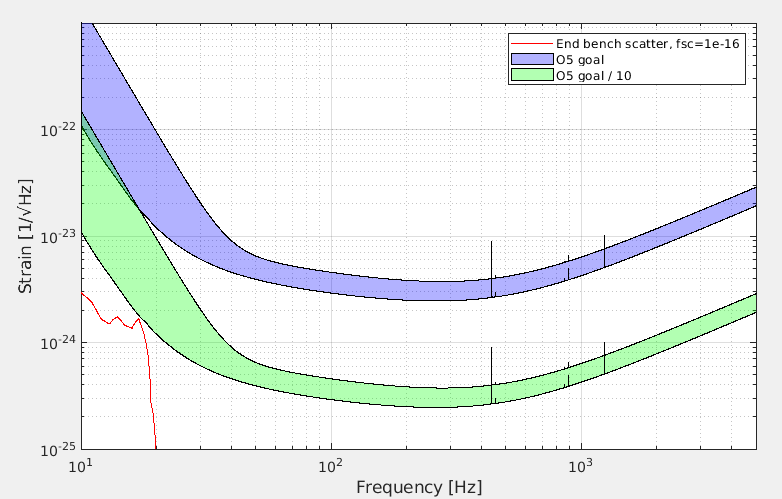 End bench scatter, fsc=1e-16
O5 goal
O5 goal / 10
10^-22
10^-23
10^-24
10^-25
Strain [1/√Hz]
10^1
10^2
10^3
Frequency [Hz]